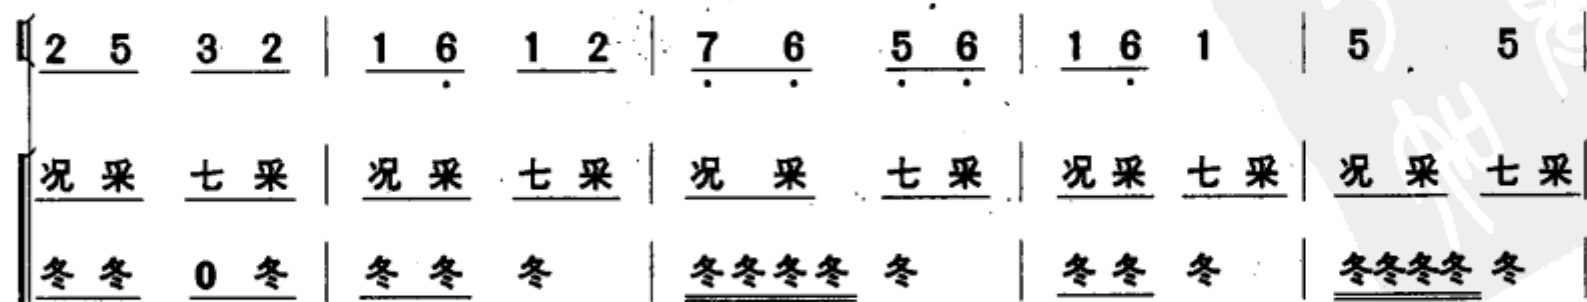 2 5 3 2 | 1 6 1 2 | 7 6 5 6 | 1 6 1 | 5 5
况 采 七 采 | 况 采 七 采 | 况 采 七 采 | 况 采 七 采 | 况 采 七 采
冬 冬 0 冬 | 冬 冬 冬 | 冬冬冬冬 冬 | 冬 冬 冬 | 冬冬冬冬 冬